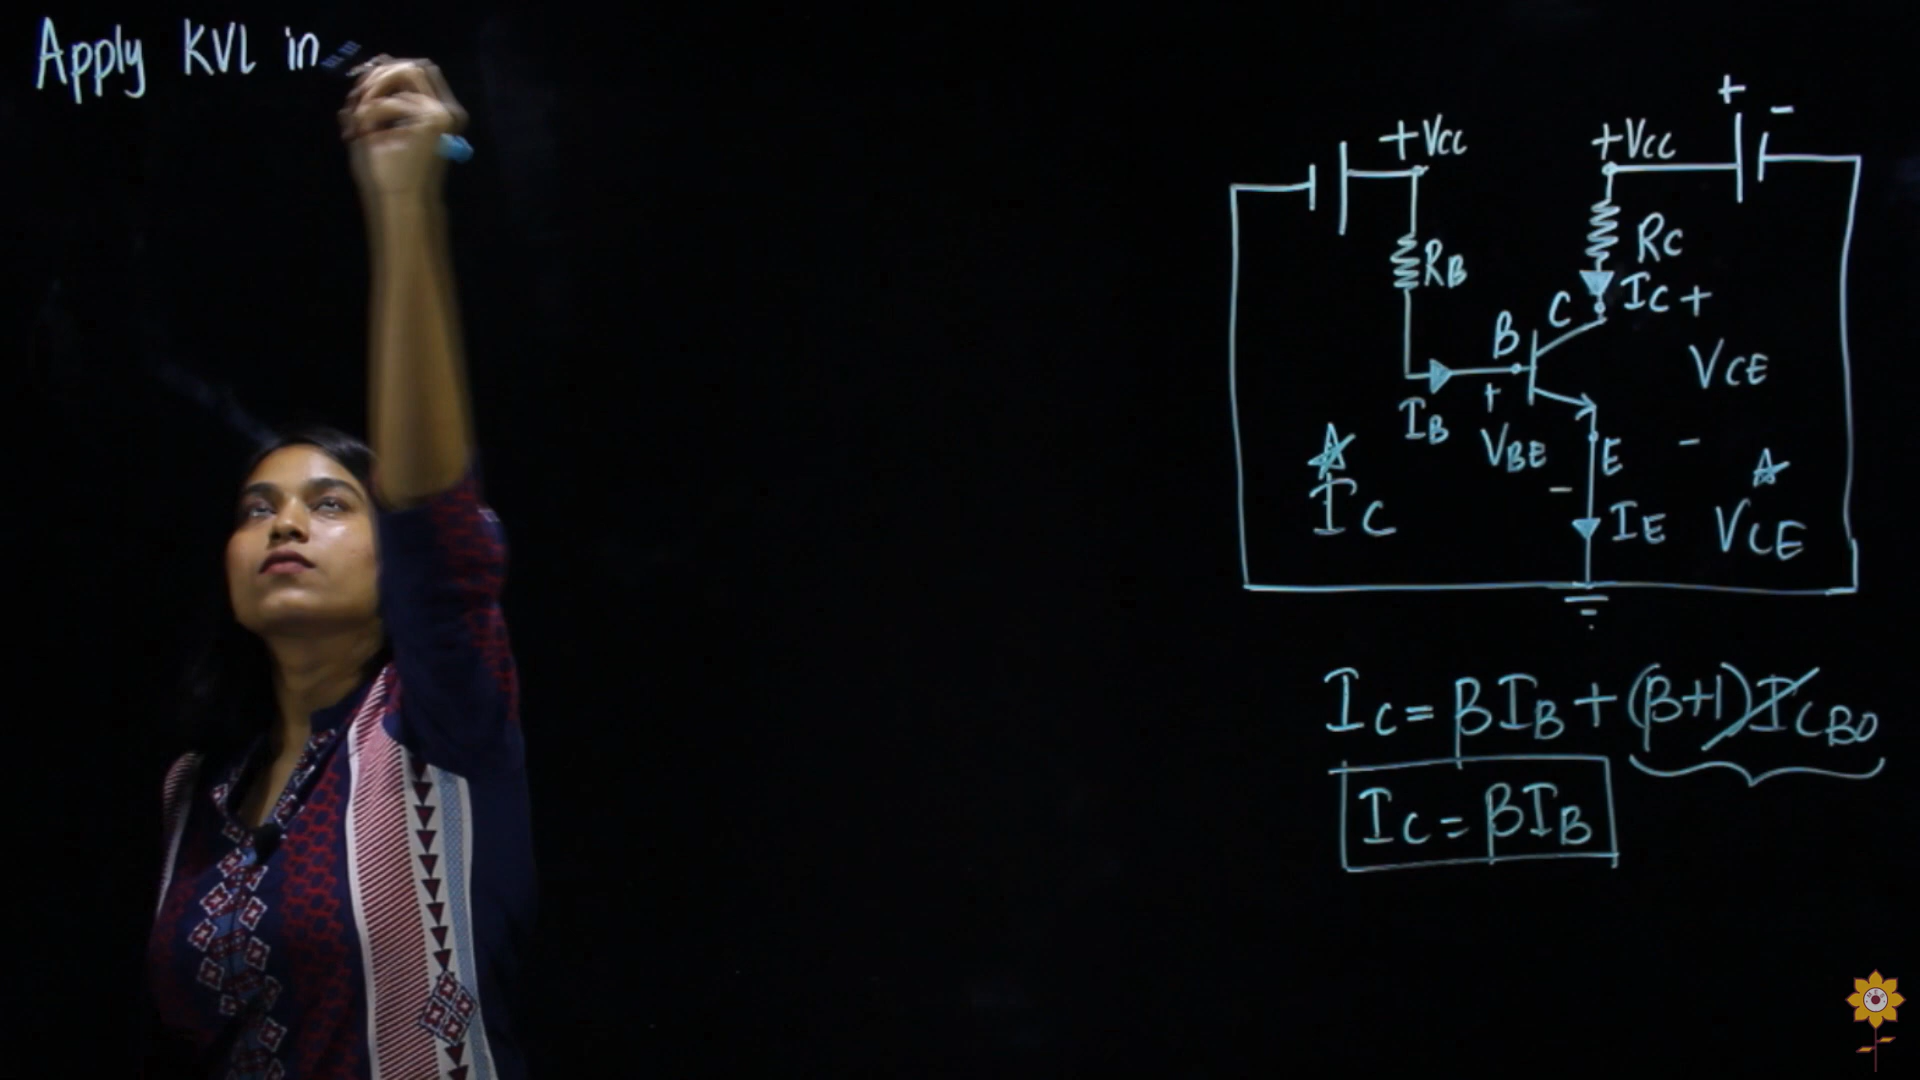 Apply KVL in
+ -
+VCC +VCC
RB RC
IC +
C
B
VCE
+
IB VBE E -
-
IC IE VCE
IC = βIB + (β+1)ICBO
IC = βIB